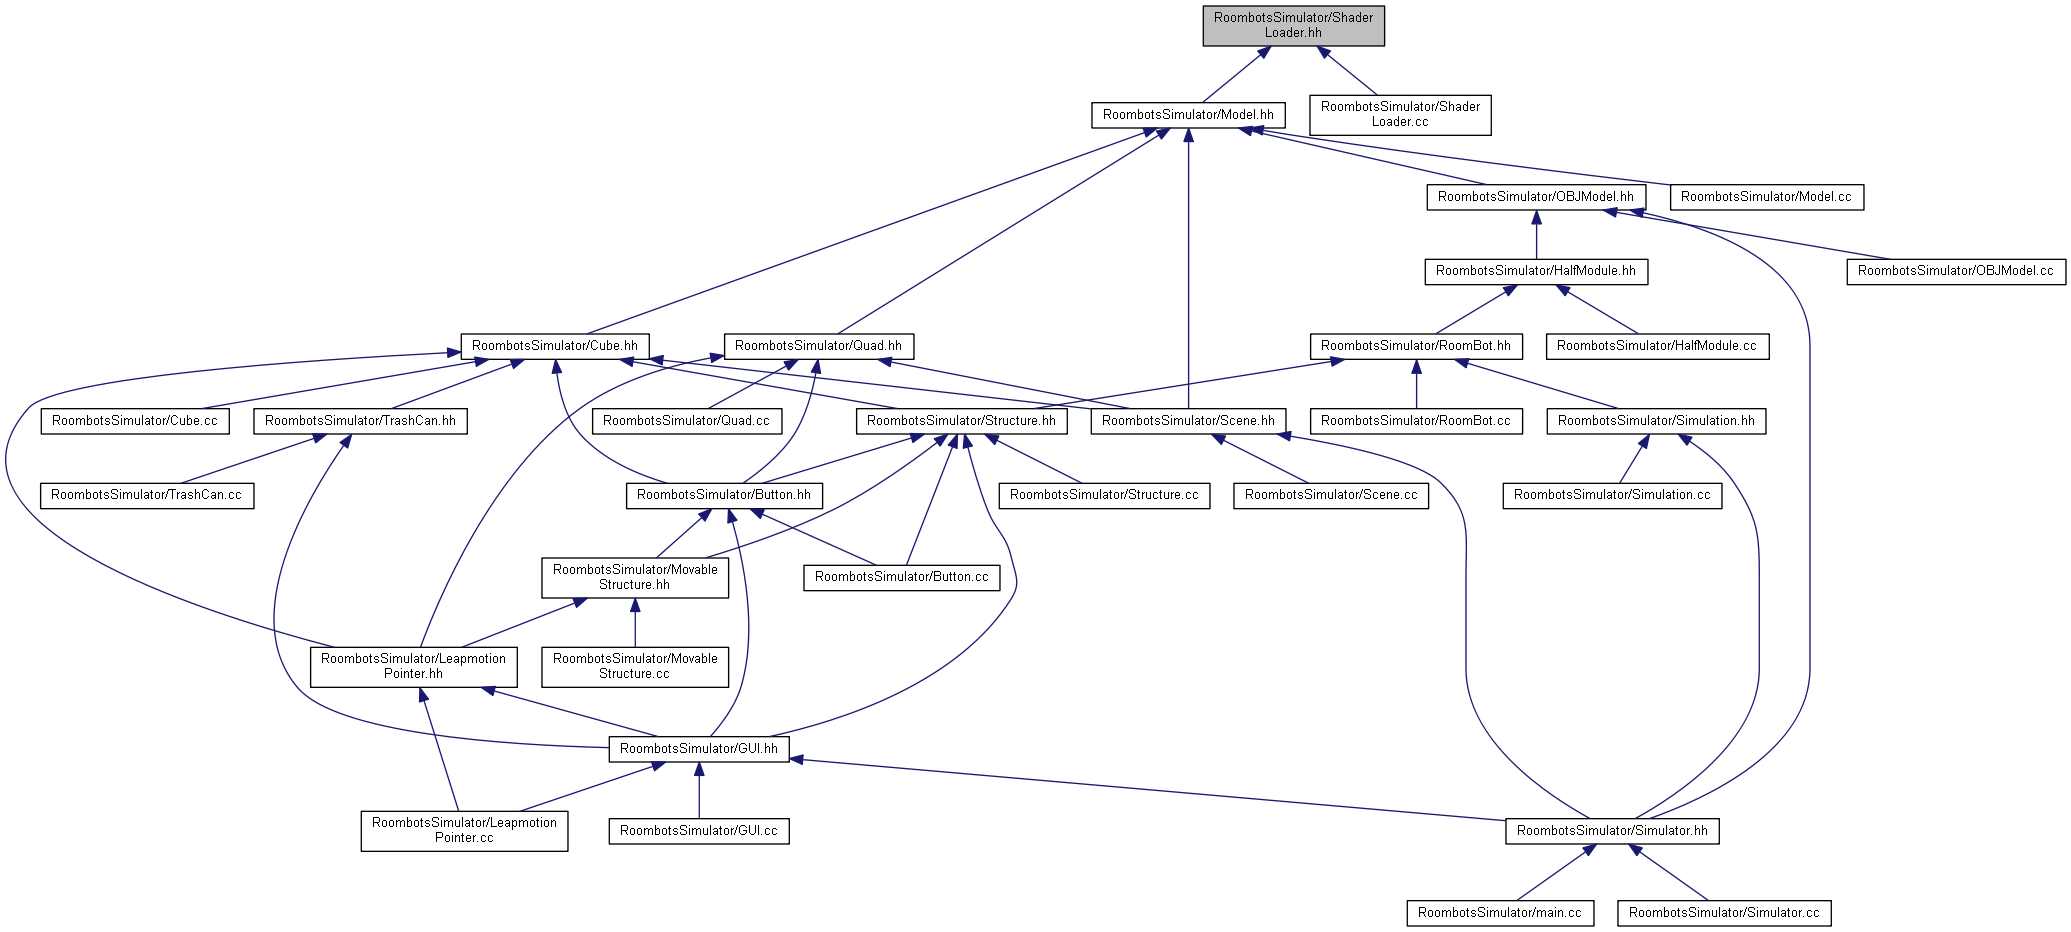 RoombotsSimulator/Shader
Loader.hh
RoombotsSimulator/Model.hh
RoombotsSimulator/Shader
Loader.cc
RoombotsSimulator/OBJModel.hh
RoombotsSimulator/Model.cc
RoombotsSimulator/HalfModule.hh
RoombotsSimulator/OBJModel.cc
RoombotsSimulator/Cube.hh
RoombotsSimulator/Quad.hh
RoombotsSimulator/RoomBot.hh
RoombotsSimulator/HalfModule.cc
RoombotsSimulator/Cube.cc
RoombotsSimulator/TrashCan.hh
RoombotsSimulator/Quad.cc
RoombotsSimulator/Structure.hh
RoombotsSimulator/Scene.hh
RoombotsSimulator/RoomBot.cc
RoombotsSimulator/Simulation.hh
RoombotsSimulator/TrashCan.cc
RoombotsSimulator/Button.hh
RoombotsSimulator/Structure.cc
RoombotsSimulator/Scene.cc
RoombotsSimulator/Simulation.cc
RoombotsSimulator/Movable
Structure.hh
RoombotsSimulator/Button.cc
RoombotsSimulator/Leapmotion
Pointer.hh
RoombotsSimulator/Movable
Structure.cc
RoombotsSimulator/GUI.hh
RoombotsSimulator/Leapmotion
Pointer.cc
RoombotsSimulator/GUI.cc
RoombotsSimulator/Simulator.hh
RoombotsSimulator/main.cc
RoombotsSimulator/Simulator.cc